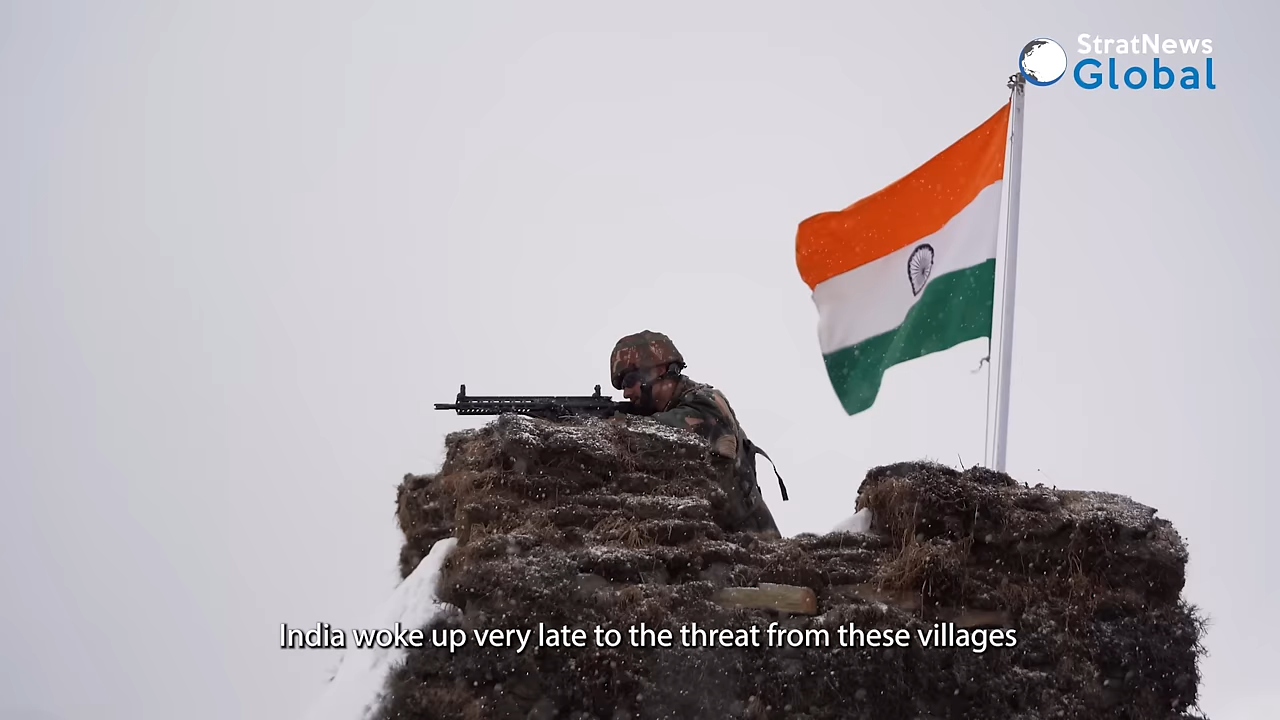 StratNews
Global
India woke up very late to the threat from these villages